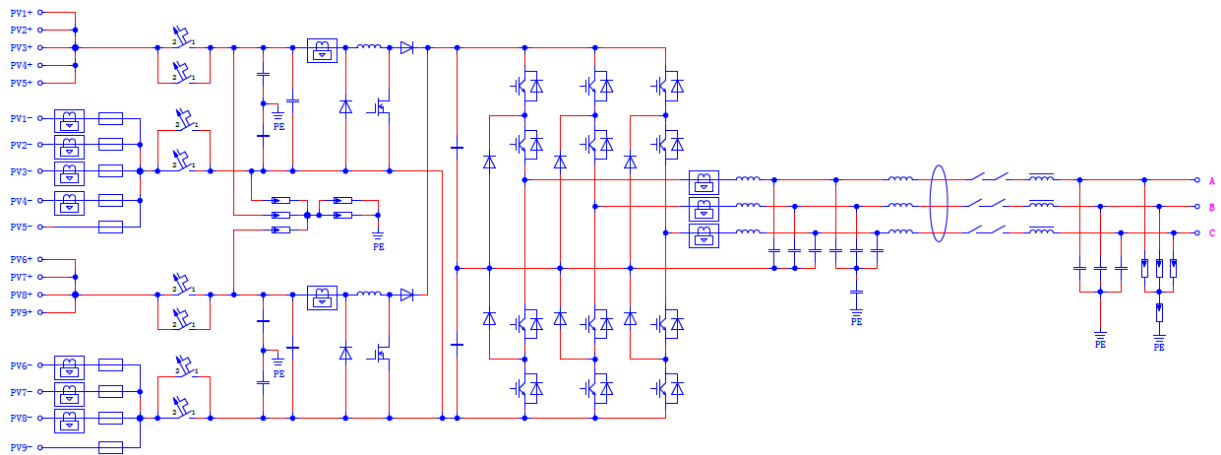 PV1+
PV2+
PV3+
PV4+
PV5+
2 1
2 1
PE
PV1-
PV2-
PV3-
PV4-
PV5-
2 1
2 1
PE
A
B
C
PV6+
PV7+
PV8+
PV9+
2 1
2 1
PE
PE
PE
PE
PV6-
PV7-
PV8-
PV9-
2 1
2 1